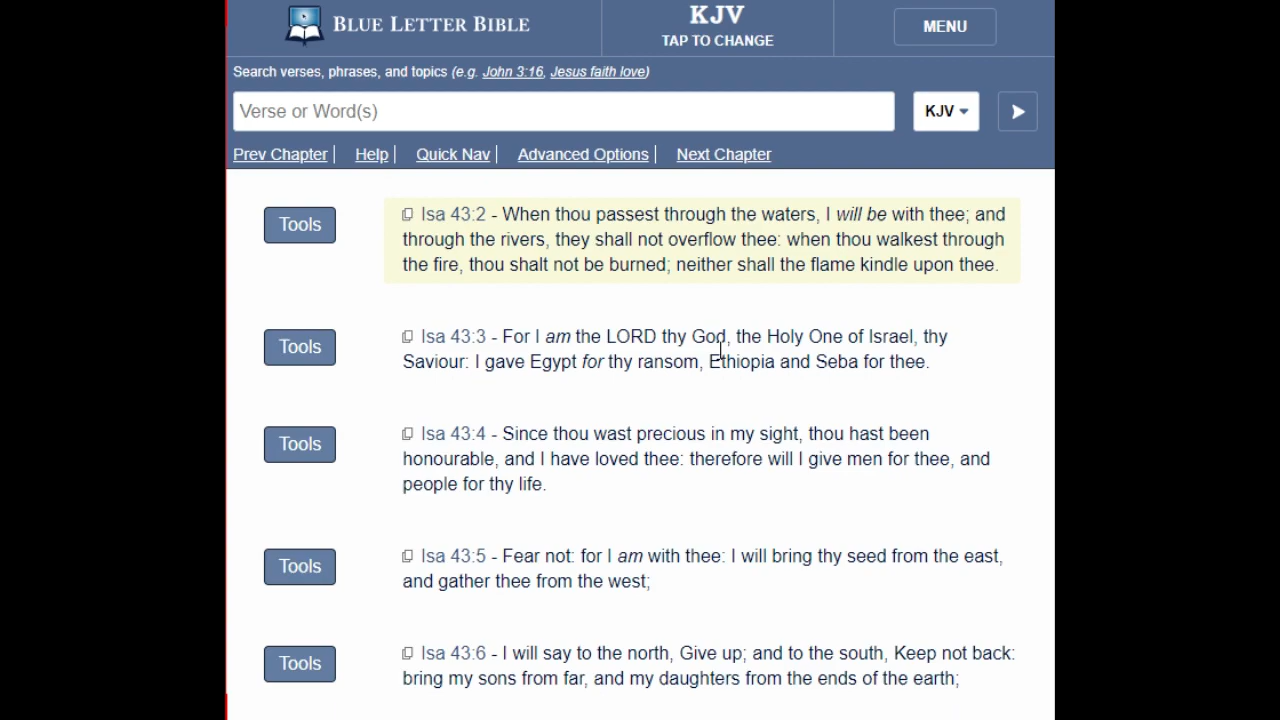 BLUE LETTER BIBLE
KJV
TAP TO CHANGE
MENU
Search verses, phrases, and topics (e.g. John 3:16, Jesus faith love)
Verse or Word(s)
KJV
Prev Chapter | Help | Quick Nav | Advanced Options | Next Chapter
Tools
Isa 43:2 - When thou passest through the waters, I will be with thee; and
through the rivers, they shall not overflow thee: when thou walkest through
the fire, thou shalt not be burned; neither shall the flame kindle upon thee.
Tools
Isa 43:3 - For I am the LORD thy God, the Holy One of Israel, thy
Saviour: I gave Egypt for thy ransom, Ethiopia and Seba for thee.
Tools
Isa 43:4 - Since thou wast precious in my sight, thou hast been
honourable, and I have loved thee: therefore will I give men for thee, and
people for thy life.
Tools
Isa 43:5 - Fear not: for I am with thee: I will bring thy seed from the east,
and gather thee from the west;
Tools
Isa 43:6 - I will say to the north, Give up; and to the south, Keep not back:
bring my sons from far, and my daughters from the ends of the earth;